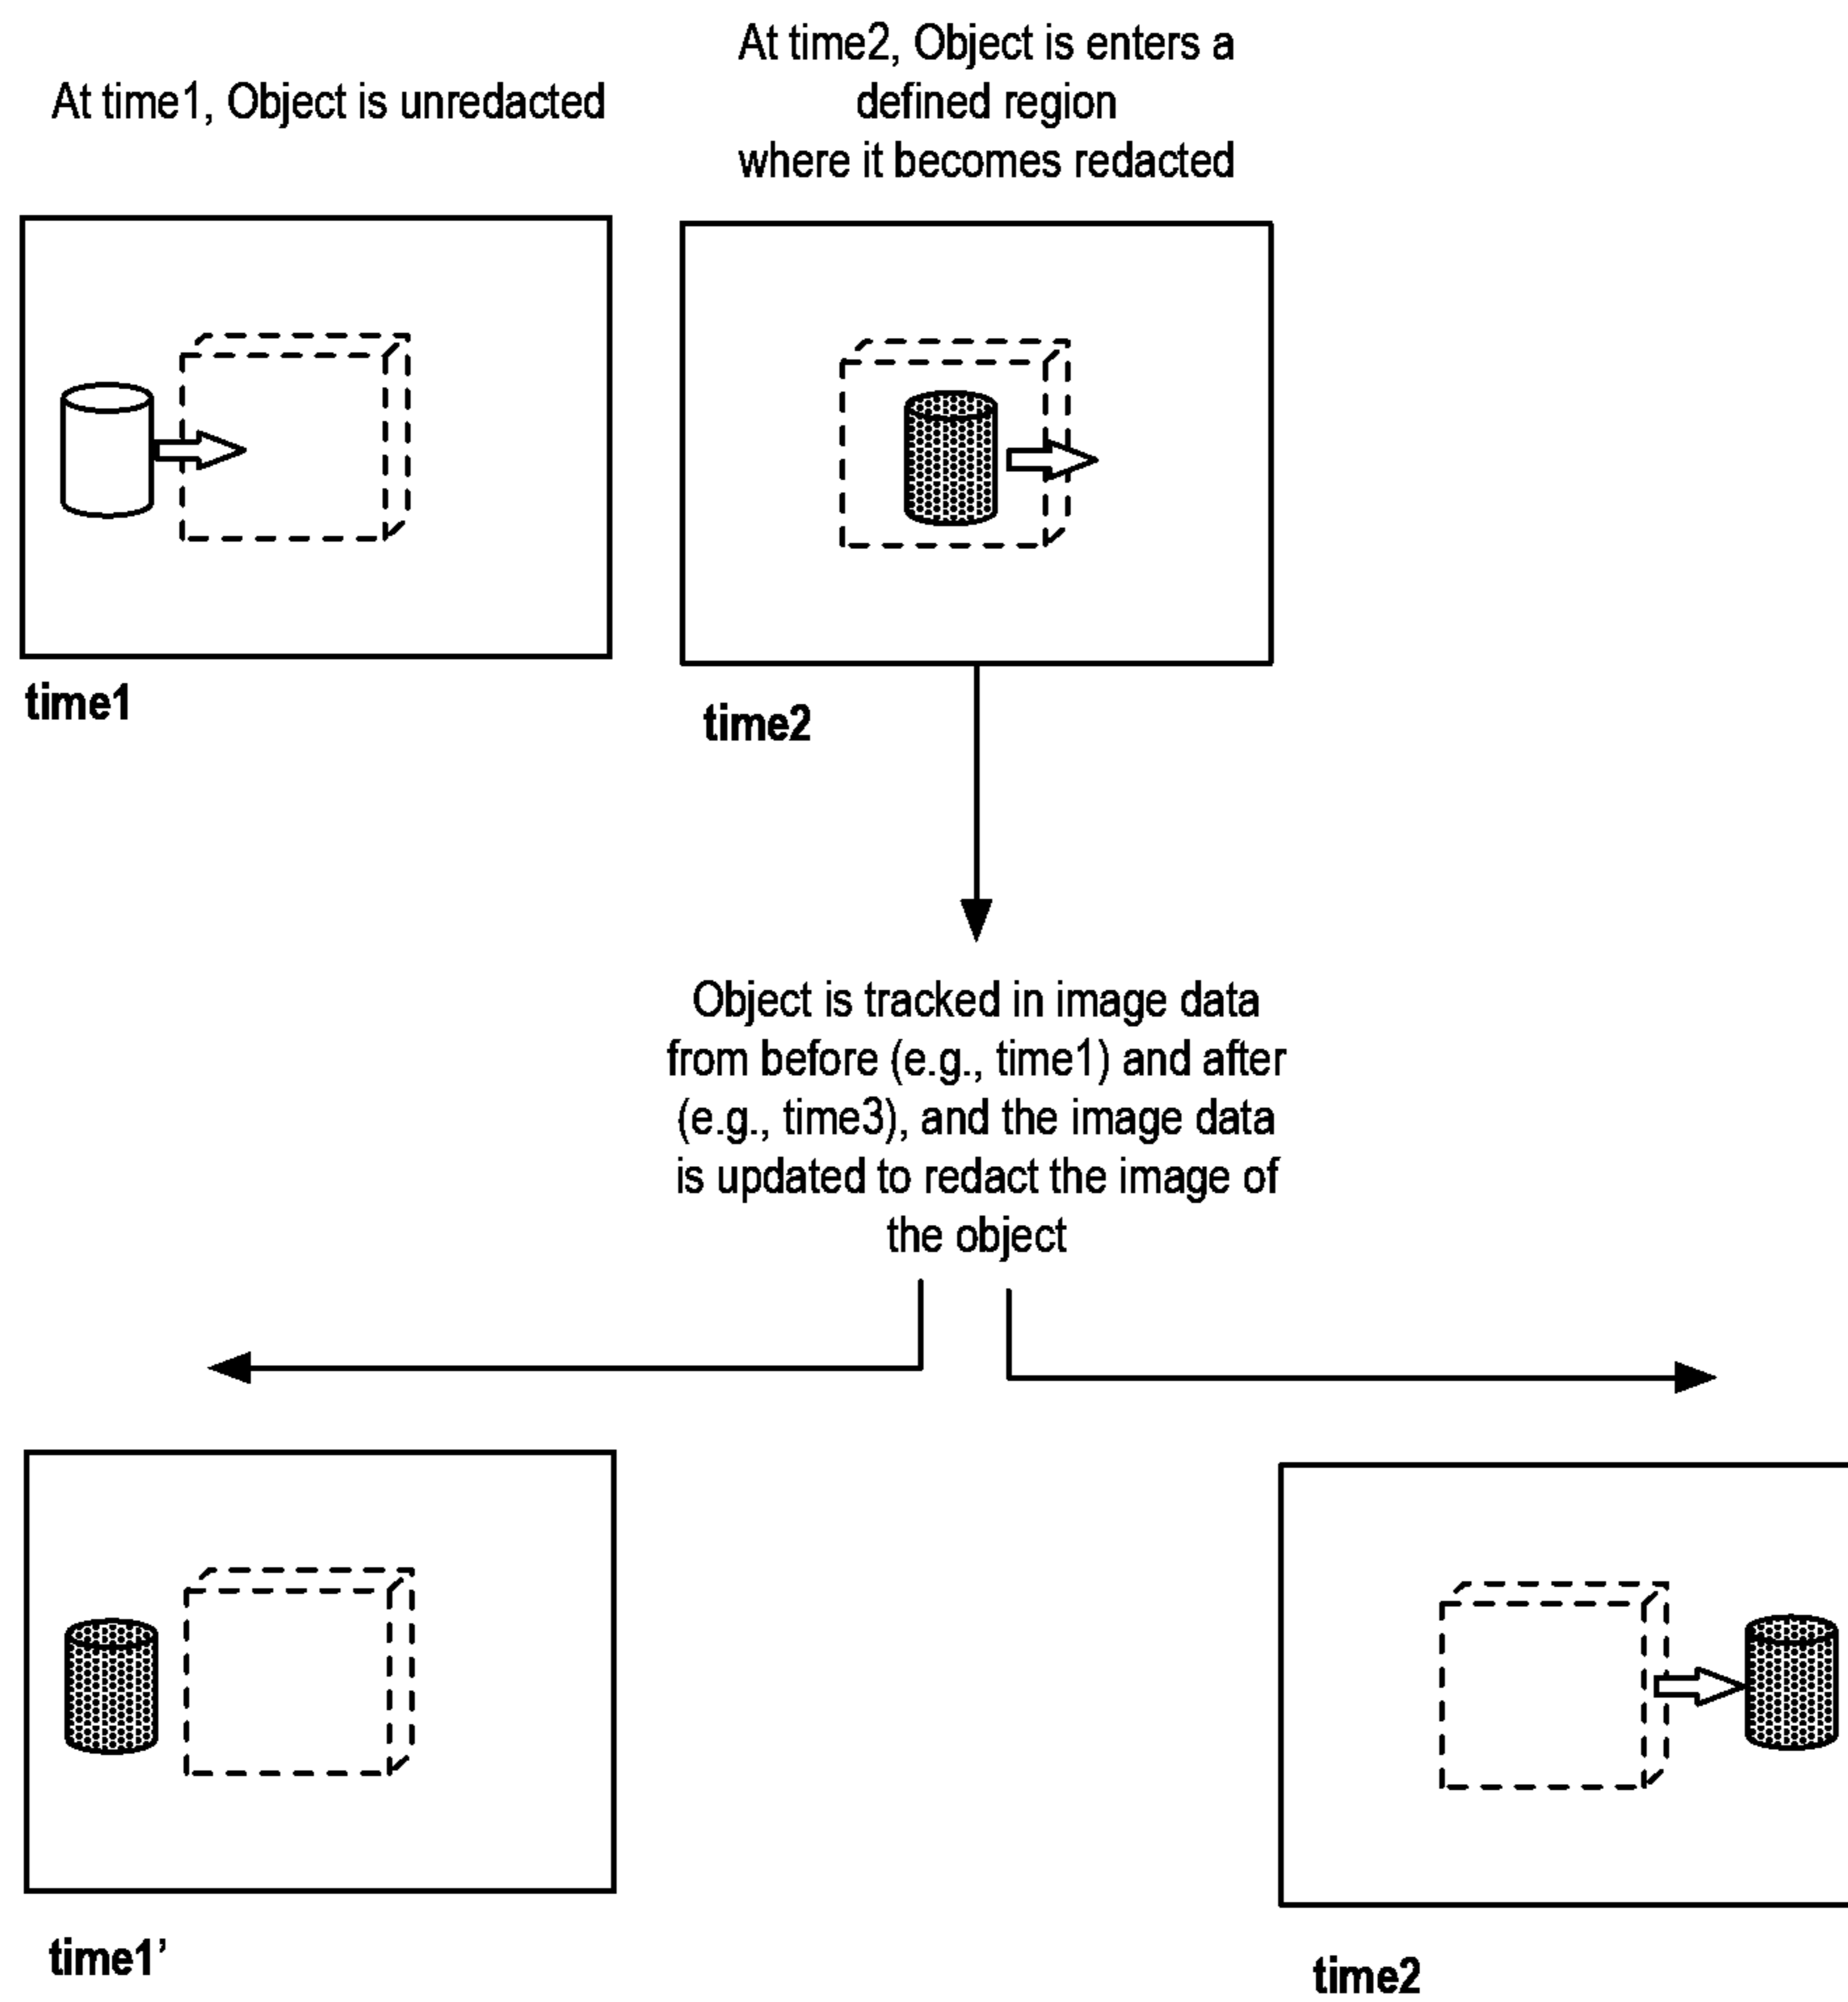 At time1, Object is unredacted
At time2, Object is enters a
defined region
where it becomes redacted
time1
time2
Object is tracked in image data
from before (e.g., time1) and after
(e.g., time3), and the image data
is updated to redact the image of
the object
time1’
time2